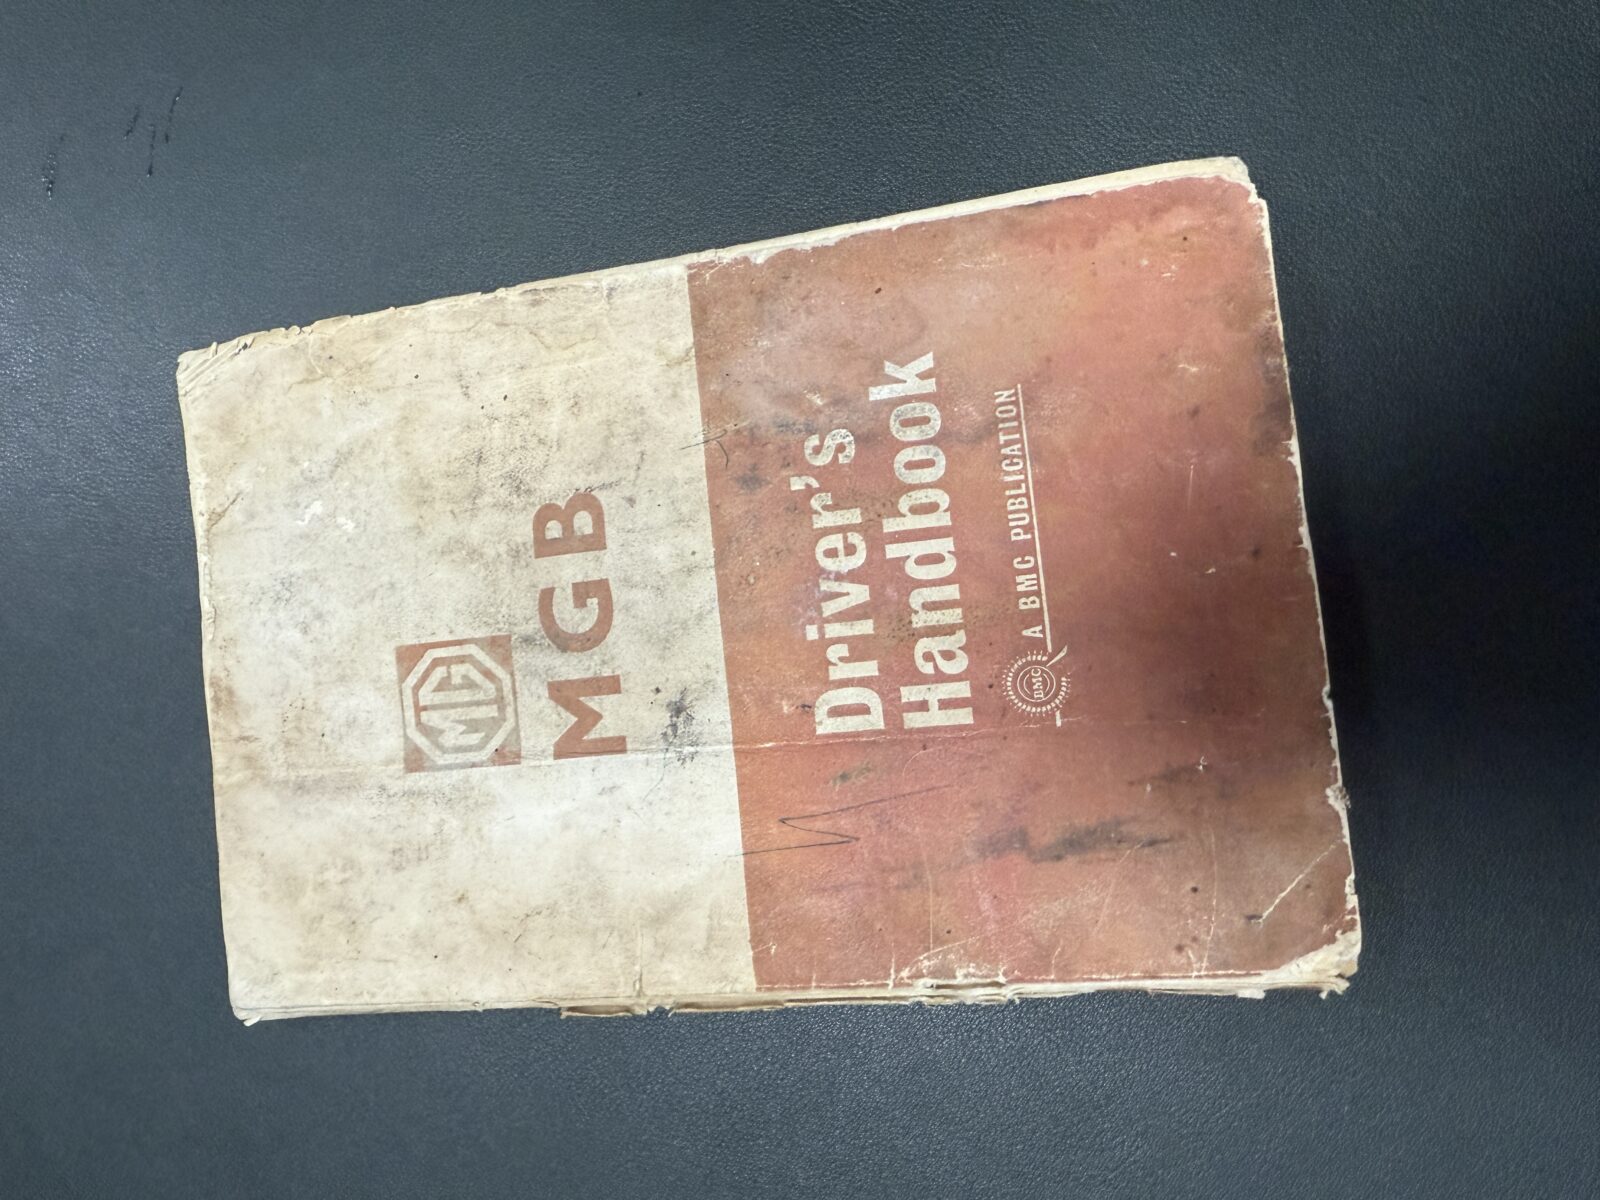 MG
MGB
Driver's
Handbook
BMC
A BMC PUBLICATION